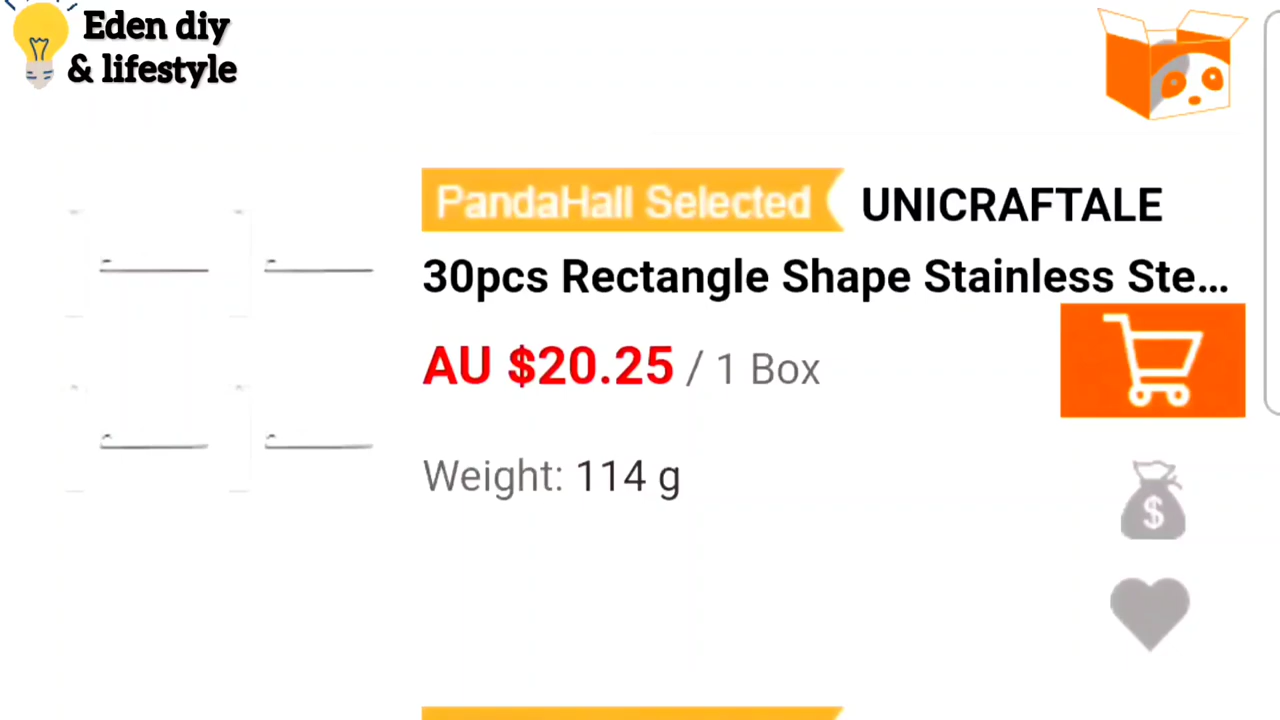 Eden diy
& lifestyle
PandaHall Selected UNICRAFTALE
30pcs Rectangle Shape Stainless Ste...
AU $20.25 / 1 Box
Weight: 114 g
$